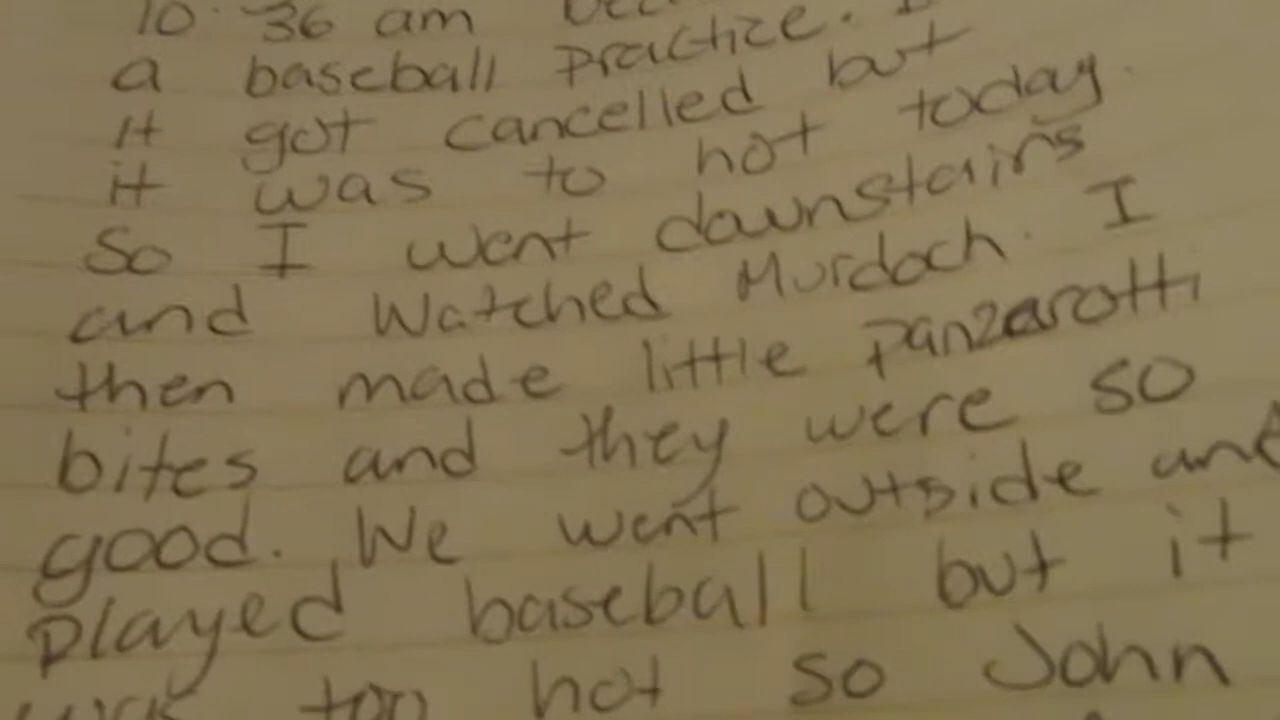 10:36 am
a baseball practice.
it got cancelled but
it was to hot today.
So I went downstairs
and Watched Murdoch. I
then made little panzarotti
bites and they were so
good. We went outside and
played baseball but it
was too hot so John